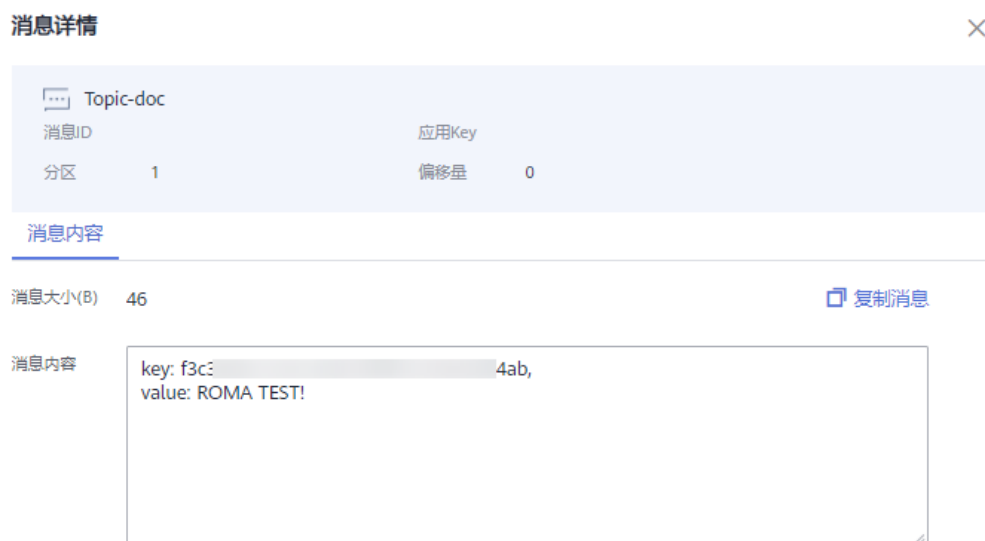 消息详情
Topic-doc
消息ID 应用Key
分区 1 偏移量 0
消息内容
消息大小(B) 46 复制消息
消息内容 key: f3c3 4ab,
value: ROMA TEST!